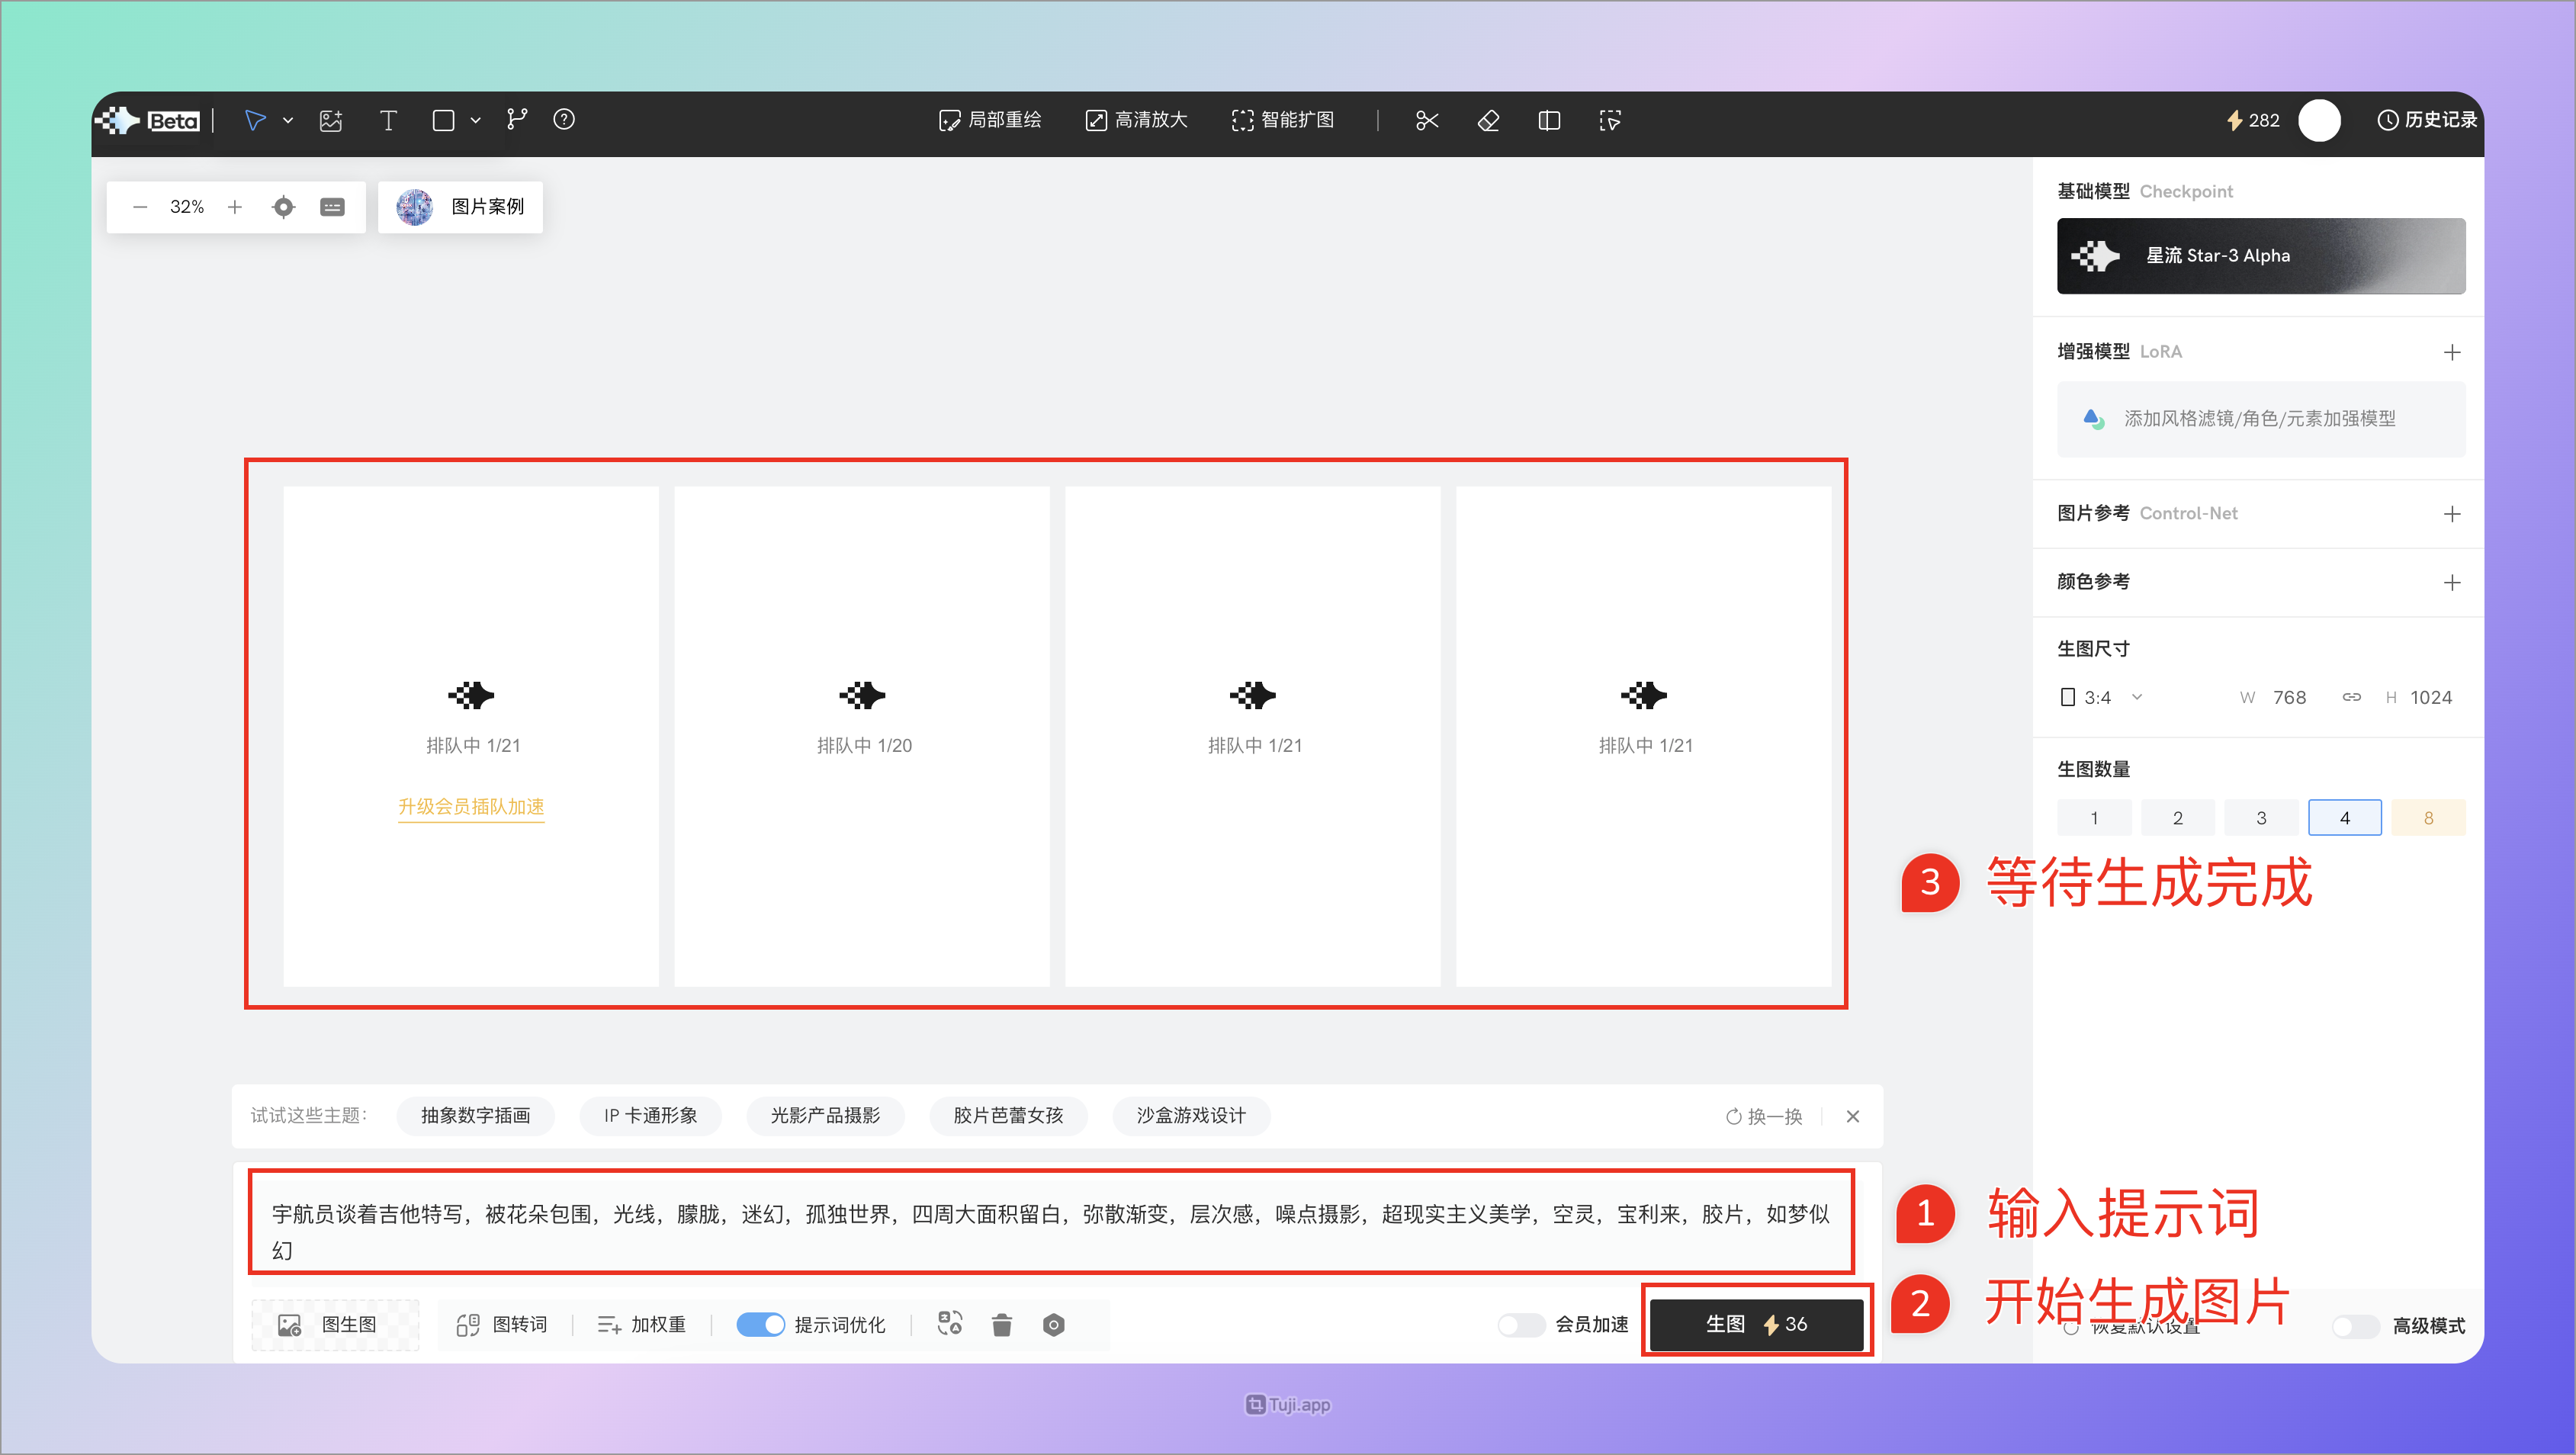 Beta
局部重绘
高清放大
智能扩图
282
历史记录
32%
图片案例
基础模型 Checkpoint
星流 Star-3 Alpha
增强模型 LoRA
添加风格滤镜/角色/元素加强模型
图片参考 Control-Net
颜色参考
生图尺寸
3:4
W 768
H 1024
生图数量
1
2
3
4
8
排队中 1/21
升级会员插队加速
排队中 1/20
排队中 1/21
排队中 1/21
3 等待生成完成
试试这些主题:
抽象数字插画
IP 卡通形象
光影产品摄影
胶片芭蕾女孩
沙盒游戏设计
换一换
宇航员谈着吉他特写，被花朵包围，光线，朦胧，迷幻，孤独世界，四周大面积留白，弥散渐变，层次感，噪点摄影，超现实主义美学，空灵，宝利来，胶片，如梦似
幻
1 输入提示词
2 开始生成图片
图生图
图转词
加权重
提示词优化
会员加速
生图 36
恢复默认设置
高级模式
Tuji.app